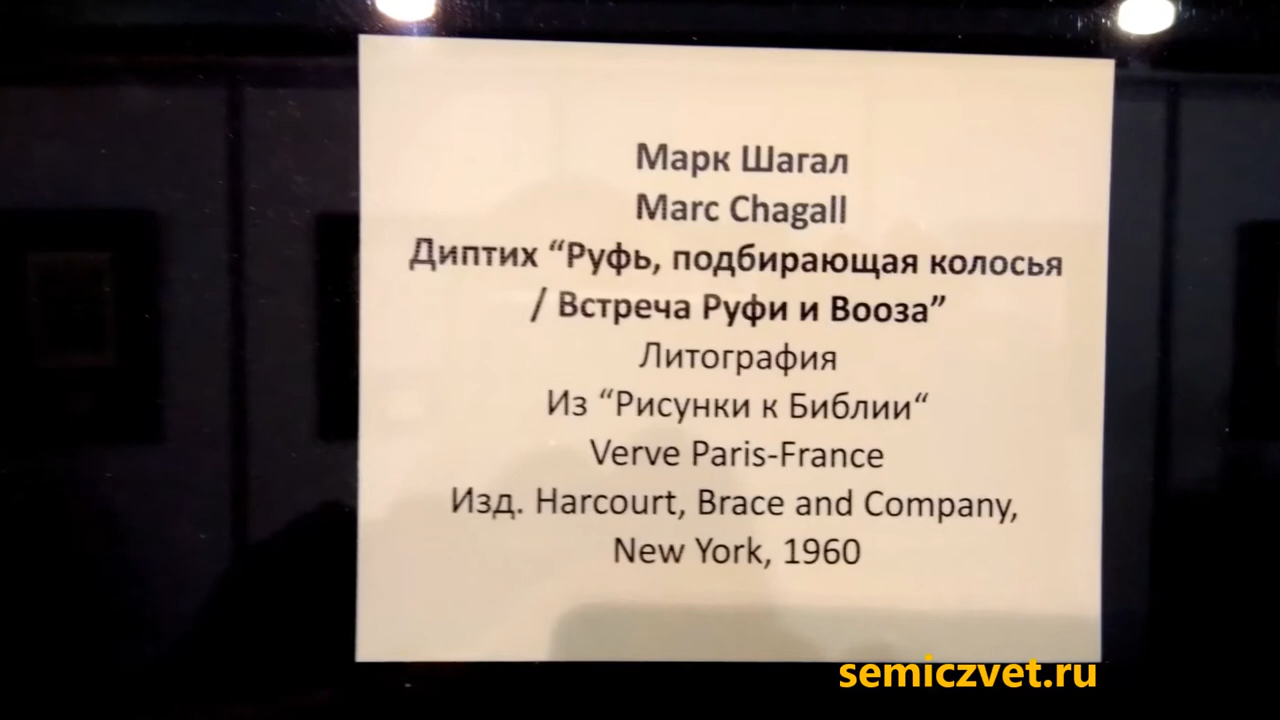 Марк Шагал
Marc Chagall
Диптих “Руфь, подбирающая колосья
/ Встреча Руфи и Вооза”
Литография
Из “Рисунки к Библии“
Verve Paris-France
Изд. Harcourt, Brace and Company,
New York, 1960
semiczvet.ru